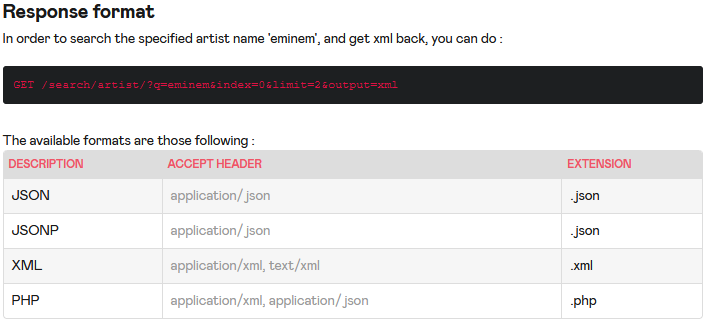 Response format
In order to search the specified artist name 'eminem', and get xml back, you can do :
GET /search/artist/?q=eminem&index=0&limit=2&output=xml
The available formats are those following :
DESCRIPTION ACCEPT HEADER EXTENSION
JSON application/json .json
JSONP application/json .json
XML application/xml, text/xml .xml
PHP application/xml, application/json .php